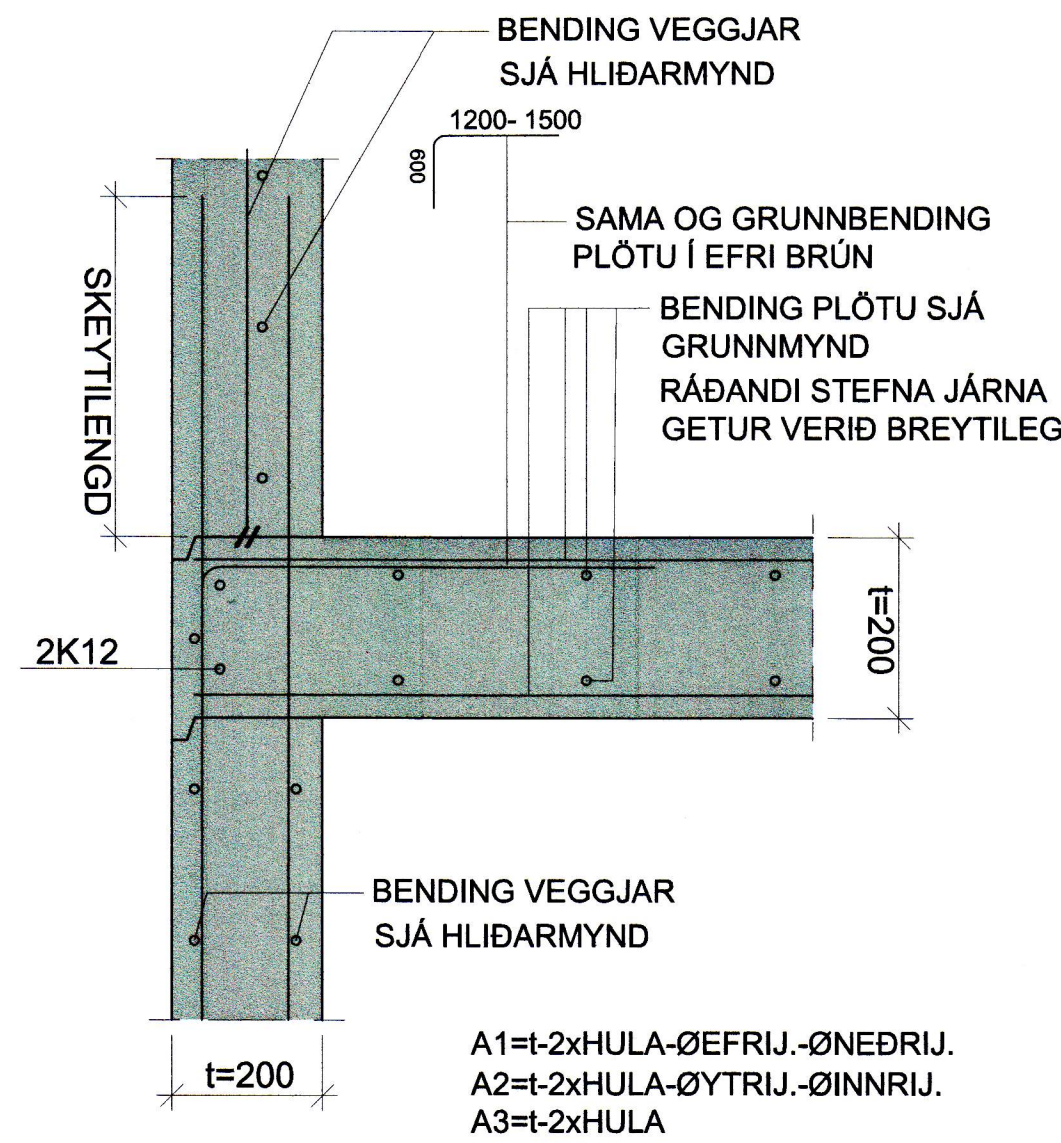 BENDING VEGGJAR
SJÁ HLIÐARMYND
1200- 1500
600
SAMA OG GRUNNBENDING
PLÖTU Í EFRI BRÚN
BENDING PLÖTU SJÁ
GRUNNMYND
RÁÐANDI STEFNA JÁRNA
GETUR VERIÐ BREYTILEG
SKEYTILENGD
t=200
2K12
BENDING VEGGJAR
SJÁ HLIÐARMYND
t=200
A1=t-2xHULA-ØEFRIJ.-ØNEÐRIJ.
A2=t-2xHULA-ØYTRIJ.-ØINNRIJ.
A3=t-2xHULA